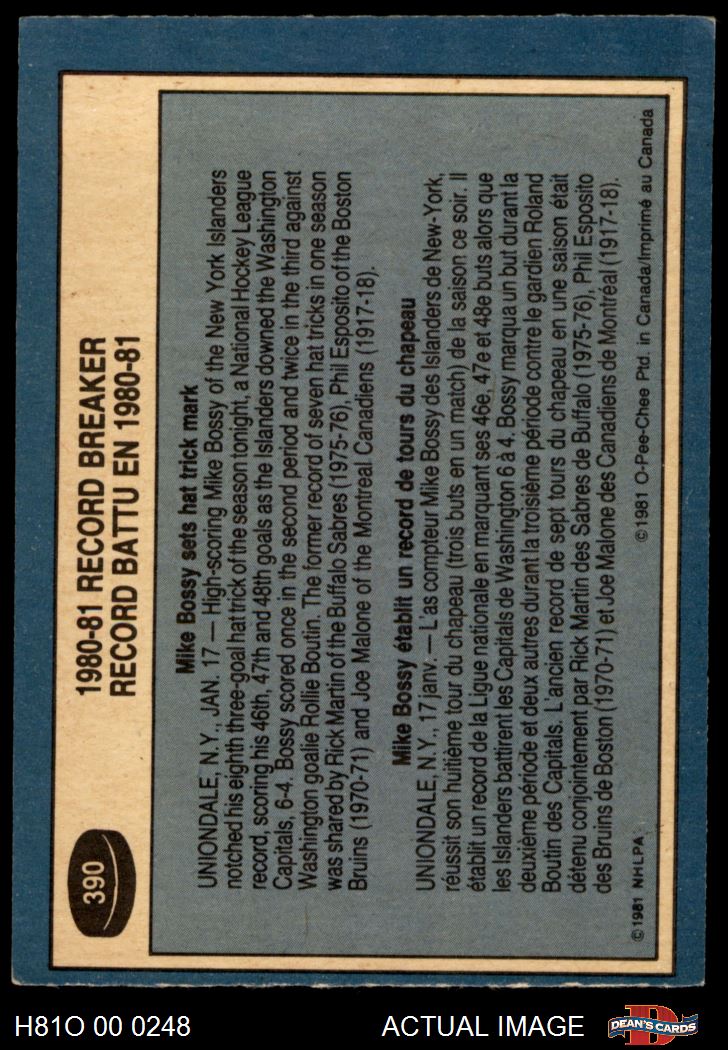 390
1980-81 RECORD BREAKER
RECORD BATTU EN 1980-81
Mike Bossy sets hat trick mark
UNIONDALE, N.Y., JAN. 17 — High-scoring Mike Bossy of the New York Islanders
notched his eighth three-goal hat trick of the season tonight, a National Hockey League
record, scoring his 46th, 47th and 48th goals as the Islanders downed the Washington
Capitals, 6-4. Bossy scored once in the second period and twice in the third against
Washington goalie Rollie Boutin. The former record of seven hat tricks in one season
was shared by Rick Martin of the Buffalo Sabres (1975-76), Phil Esposito of the Boston
Bruins (1970-71) and Joe Malone of the Montreal Canadiens (1917-18).
Mike Bossy établit un record de tours du chapeau
UNIONDALE, N.Y., 17 janv. — L'as compteur Mike Bossy des Islanders de New-York,
réussit son huitième tour du chapeau (trois buts en un match) de la saison ce soir. Il
établit un record de la Ligue nationale en marquant ses 46e, 47e et 48e buts alors que
les Islanders battirent les Capitals de Washington 6 à 4. Bossy marqua un but durant la
deuxième période et deux autres durant la troisième période contre le gardien Roland
Boutin des Capitals. L'ancien record de sept tours du chapeau en une saison était
détenu conjointement par Rick Martin des Sabres de Buffalo (1975-76), Phil Esposito
des Bruins de Boston (1970-71) et Joe Malone des Canadiens de Montréal (1917-18).
©1981 NHLPA ©1981 O-Pee-Chee Ptd. in Canada/Imprimé au Canada
H81O 00 0248 ACTUAL IMAGE DEAN'S CARDS